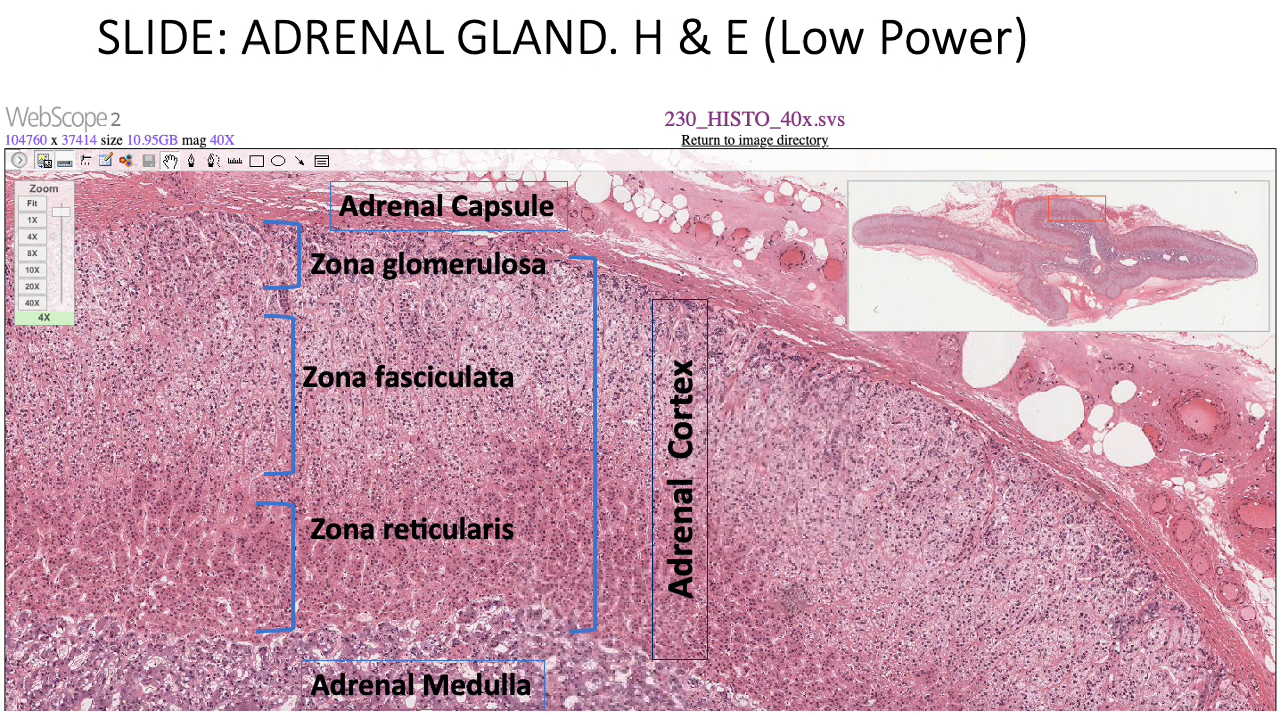 SLIDE: ADRENAL GLAND. H & E (Low Power)
WebScope 2
230_HISTO_40x.svs
104760 x 37414 size 10.95GB mag 40X
Return to image directory
Zoom
Fit
1X
4X
8X
10X
20X
40X
4X
Adrenal Capsule
Zona glomerulosa
Zona fasciculata
Adrenal Cortex
Zona reticularis
Adrenal Medulla